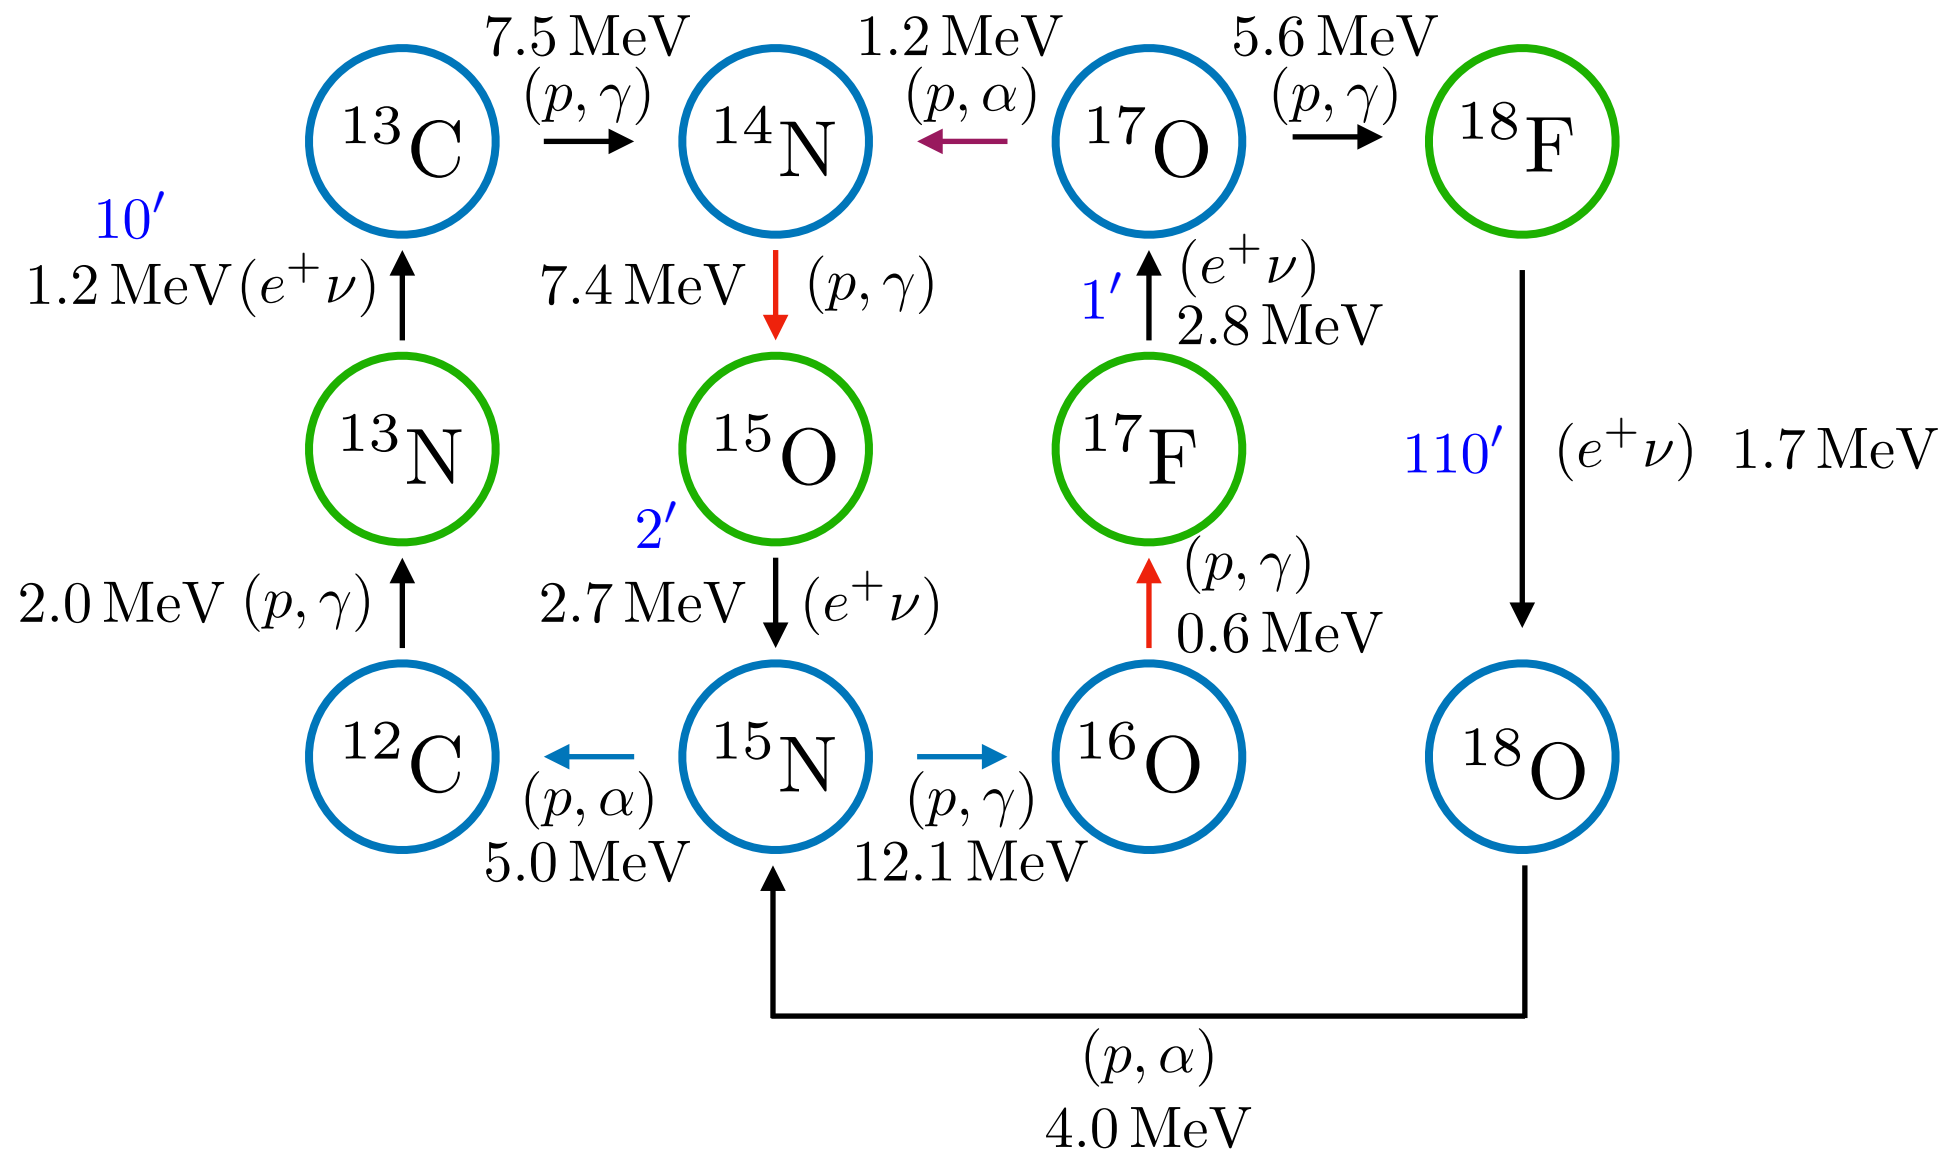 7.5 MeV 1.2 MeV 5.6 MeV
(p, γ) (p, α) (p, γ)
¹³C ¹⁴N ¹⁷O ¹⁸F
10′
1.2 MeV (e⁺ ν) 7.4 MeV (p, γ) 1′ (e⁺ ν)
2.8 MeV
¹³N ¹⁵O ¹⁷F 110′ (e⁺ ν) 1.7 MeV
2′
2.0 MeV (p, γ) 2.7 MeV (e⁺ ν) (p, γ)
0.6 MeV
¹²C ¹⁵N ¹⁶O ¹⁸O
(p, α) (p, γ)
5.0 MeV 12.1 MeV
(p, α)
4.0 MeV